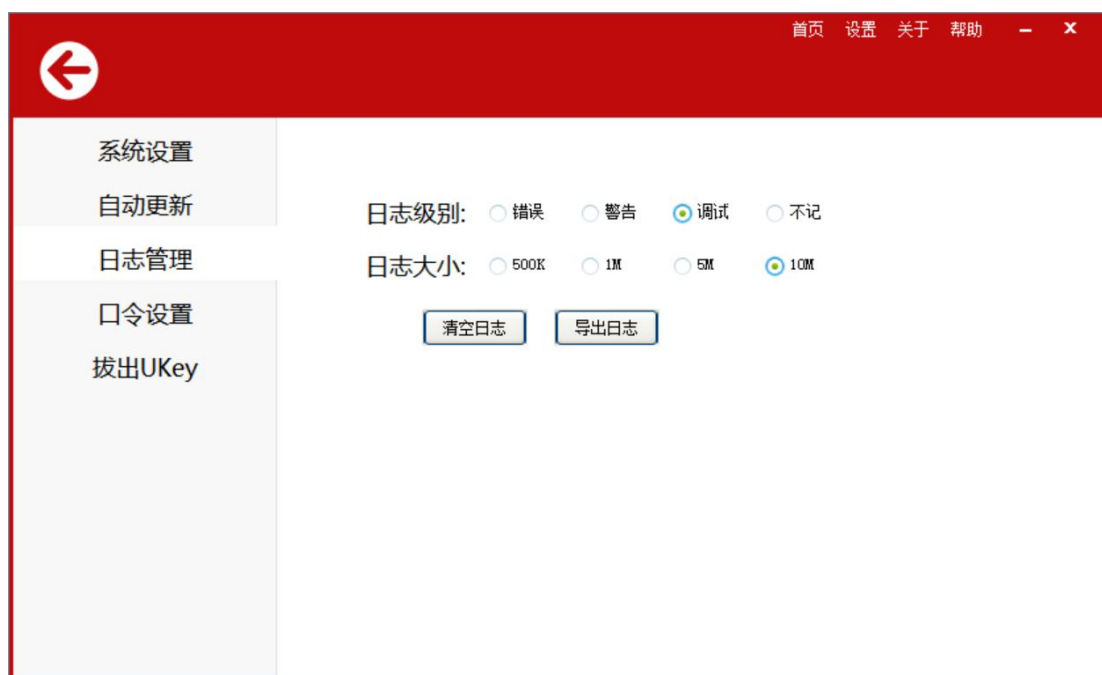 首页 设置 关于 帮助
系统设置
自动更新
日志管理
口令设置
拔出UKey
日志级别: 错误 警告 调试 不记
日志大小: 500K 1M 5M 10M
清空日志 导出日志